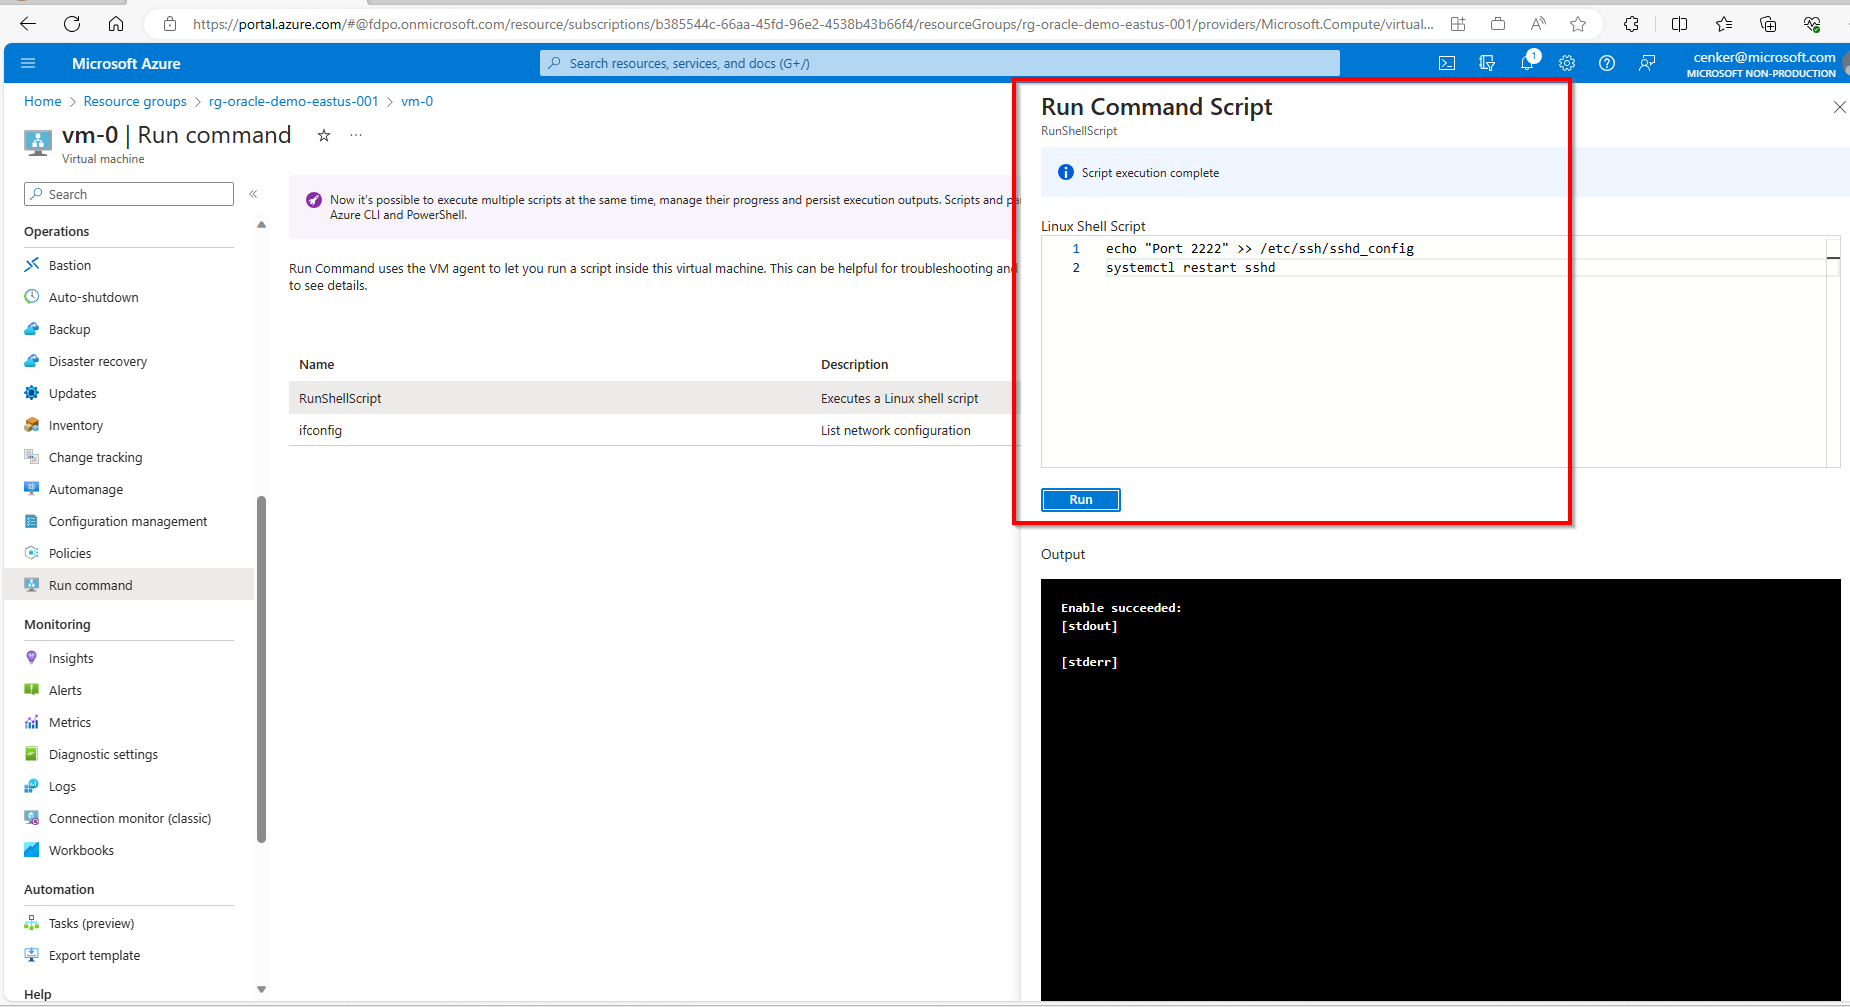 https://portal.azure.com/#@fdpo.onmicrosoft.com/resource/subscriptions/b385544c-66aa-45fd-96e2-4538b43b66f4/resourceGroups/rg-oracle-demo-eastus-001/providers/Microsoft.Compute/virtual...
Microsoft Azure
Search resources, services, and docs (G+/)
1
cenker@microsoft.com
MICROSOFT NON-PRODUCTION
Home > Resource groups > rg-oracle-demo-eastus-001 > vm-0
vm-0 | Run command
Virtual machine
Search
Operations
Bastion
Auto-shutdown
Backup
Disaster recovery
Updates
Inventory
Change tracking
Automanage
Configuration management
Policies
Run command
Monitoring
Insights
Alerts
Metrics
Diagnostic settings
Logs
Connection monitor (classic)
Workbooks
Automation
Tasks (preview)
Export template
Help
Now it's possible to execute multiple scripts at the same time, manage their progress and persist execution outputs. Scripts and pa
Azure CLI and PowerShell.
Run Command uses the VM agent to let you run a script inside this virtual machine. This can be helpful for troubleshooting and
to see details.
Name Description
RunShellScript Executes a Linux shell script
ifconfig List network configuration
Run Command Script
RunShellScript
Script execution complete
Linux Shell Script
1 echo "Port 2222" >> /etc/ssh/sshd_config
2 systemctl restart sshd
Run
Output
Enable succeeded:
[stdout]
[stderr]